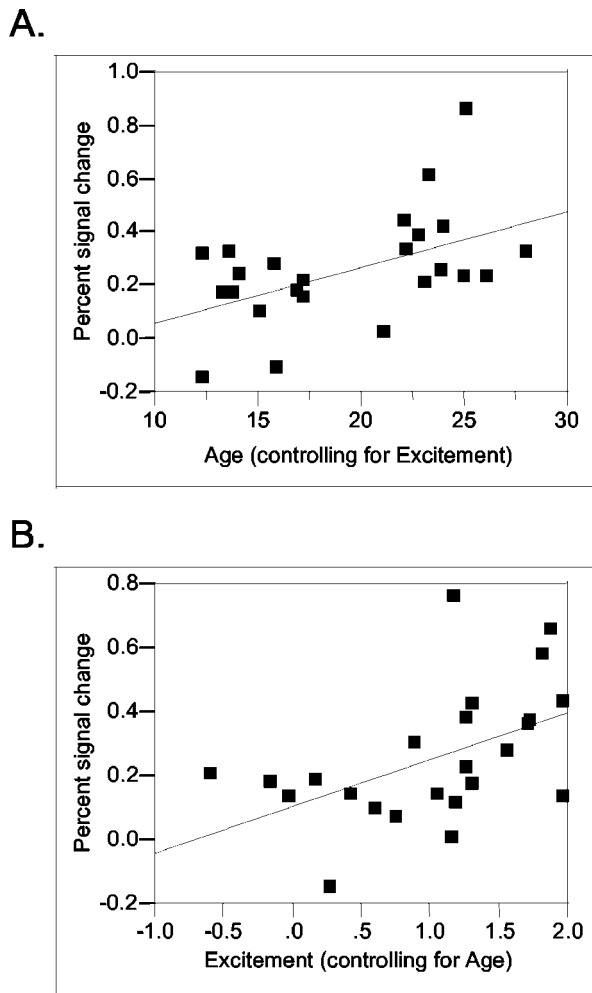 A.
1.0
0.8
0.6
0.4
0.2
0.0
-0.2
Percent signal change
10 15 20 25 30
Age (controlling for Excitement)
B.
0.8
0.6
0.4
0.2
0.0
-0.2
Percent signal change
-1.0 -0.5 .0 .5 1.0 1.5 2.0
Excitement (controlling for Age)